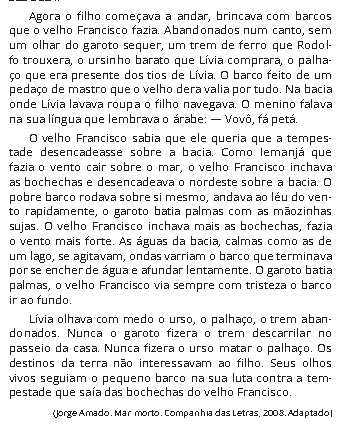 Agora o filho começava a andar, brincava com barcos
que o velho Francisco fazia. Abandonados num canto, sem
um olhar do garoto sequer, um trem de ferro que Rodol-
fo trouxera, o ursinho barato que Lívia comprara, o palha-
ço que era presente dos tios de Lívia. O barco feito de um
pedaço de mastro que o velho dera valia por tudo. Na bacia
onde Lívia lavava roupa o filho navegava. O menino falava
na sua língua que lembrava o árabe: — Vovô, fá petá.
O velho Francisco sabia que ele queria que a tempes-
tade desencadeasse sobre a bacia. Como Iemanjá que
fazia o vento cair sobre o mar, o velho Francisco inchava
as bochechas e desencadeava o nordeste sobre a bacia. O
pobre barco rodava sobre si mesmo, andava ao léu do ven-
to rapidamente, o garoto batia palmas com as mãozinhas
sujas. O velho Francisco inchava mais as bochechas, fazia
o vento mais forte. As águas da bacia, calmas como as de
um lago, se agitavam, ondas varriam o barco que terminava
por se encher de água e afundar lentamente. O garoto batia
palmas, o velho Francisco via sempre com tristeza o barco
ir ao fundo.
Lívia olhava com medo o urso, o palhaço, o trem aban-
donados. Nunca o garoto fizera o trem descarrilar no
passeio da casa. Nunca fizera o urso matar o palhaço. Os
destinos da terra não interessavam ao filho. Seus olhos
vivos seguiam o pequeno barco na sua luta contra a tem-
pestade que saía das bochechas do velho Francisco.
(Jorge Amado. Mar morto. Companhia das Letras, 2008. Adaptado)